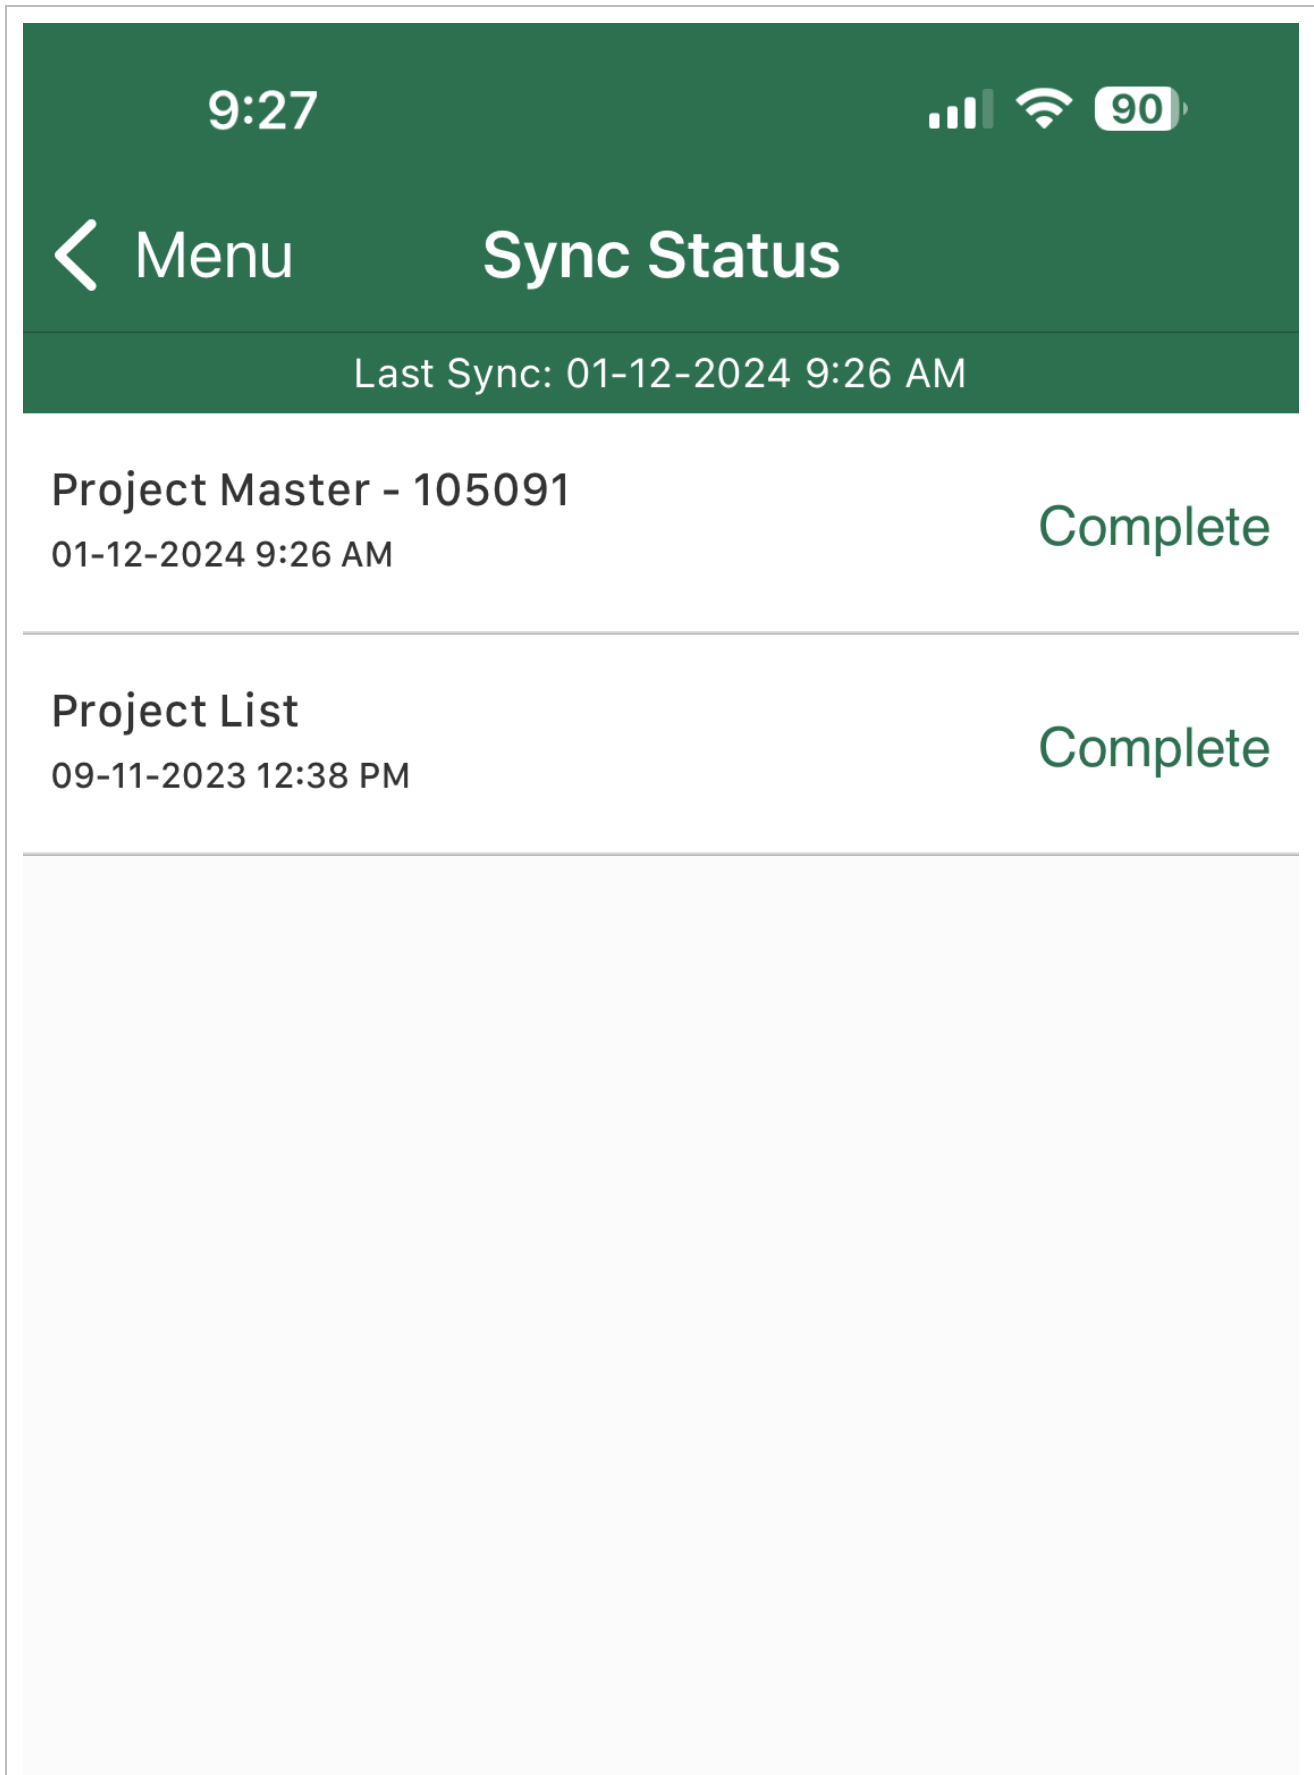 9:27
90
Menu
Sync Status
Last Sync: 01-12-2024 9:26 AM
Project Master - 105091
Complete
01-12-2024 9:26 AM
Project List
Complete
09-11-2023 12:38 PM